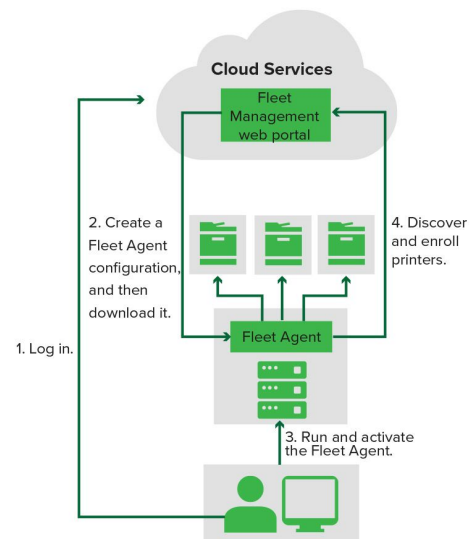 Cloud Services
Fleet
Management
web portal
2. Create a
Fleet Agent
configuration,
and then
download it.
4. Discover
and enroll
printers.
Fleet Agent
1. Log in.
3. Run and activate
the Fleet Agent.